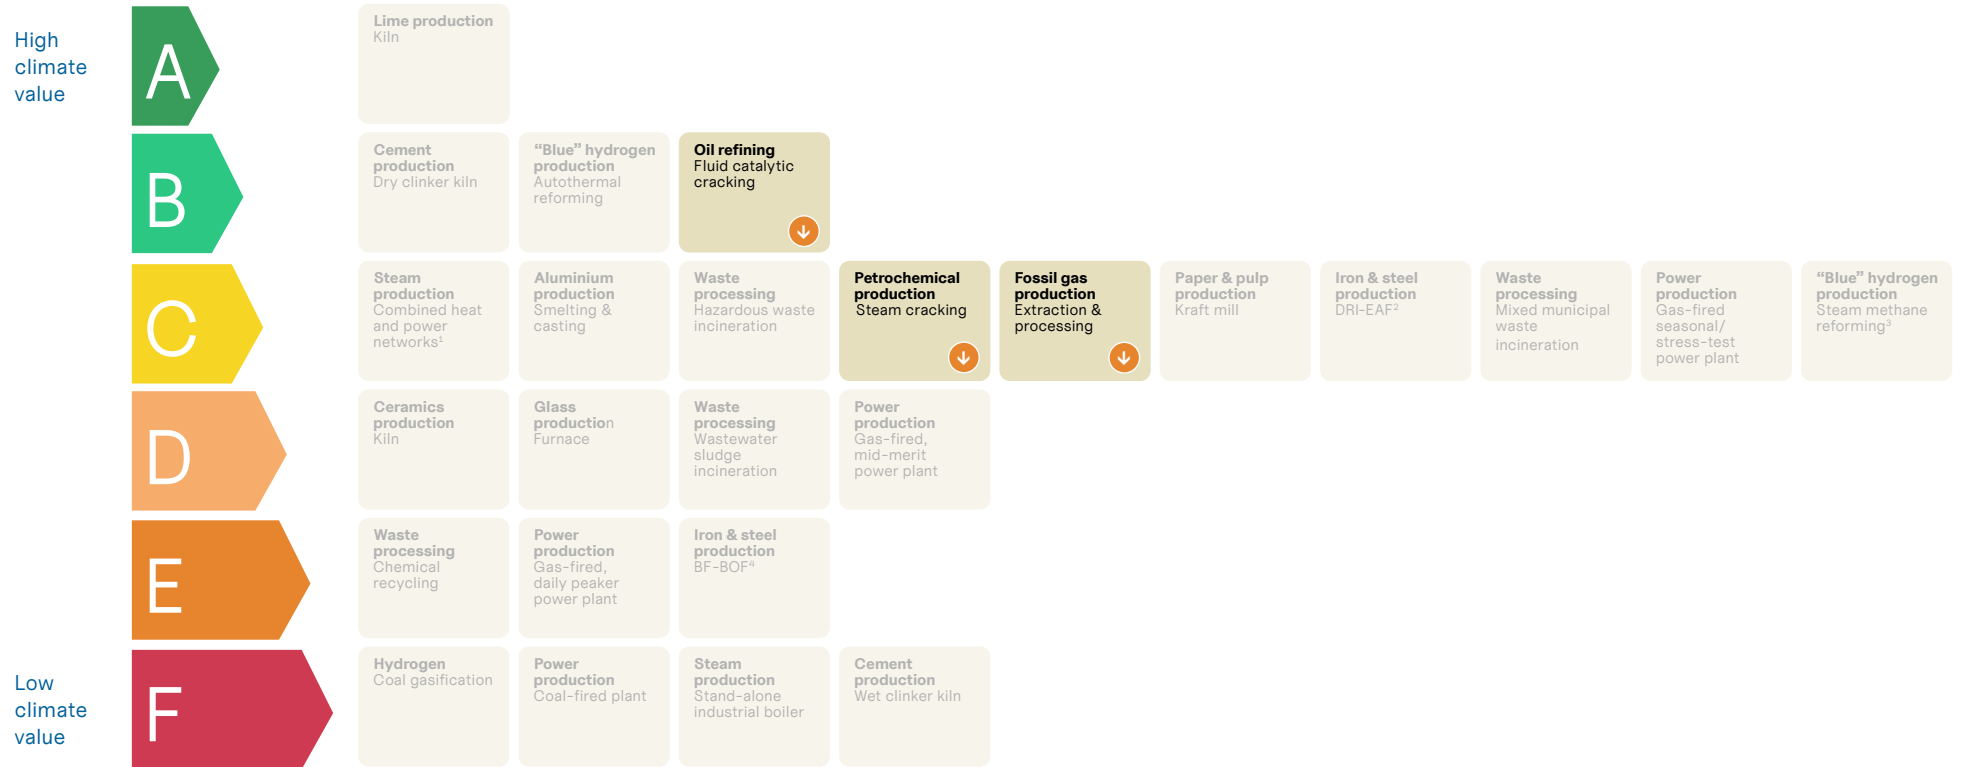 High
climate
value
A
Lime production
Kiln
B
Cement
production
Dry clinker kiln
“Blue” hydrogen
production
Autothermal
reforming
Oil refining
Fluid catalytic
cracking
C
Steam
production
Combined heat
and power
networks¹
Aluminium
production
Smelting &
casting
Waste
processing
Hazardous waste
incineration
Petrochemical
production
Steam cracking
Fossil gas
production
Extraction &
processing
Paper & pulp
production
Kraft mill
Iron & steel
production
DRI-EAF²
Waste
processing
Mixed municipal
waste
incineration
Power
production
Gas-fired
seasonal/
stress-test
power plant
“Blue” hydrogen
production
Steam methane
reforming³
D
Ceramics
production
Kiln
Glass
production
Furnace
Waste
processing
Wastewater
sludge
incineration
Power
production
Gas-fired,
mid-merit
power plant
E
Waste
processing
Chemical
recycling
Power
production
Gas-fired,
daily peaker
power plant
Iron & steel
production
BF-BOF⁴
Low
climate
value
F
Hydrogen
Coal gasification
Power
production
Coal-fired plant
Steam
production
Stand-alone
industrial boiler
Cement
production
Wet clinker kiln